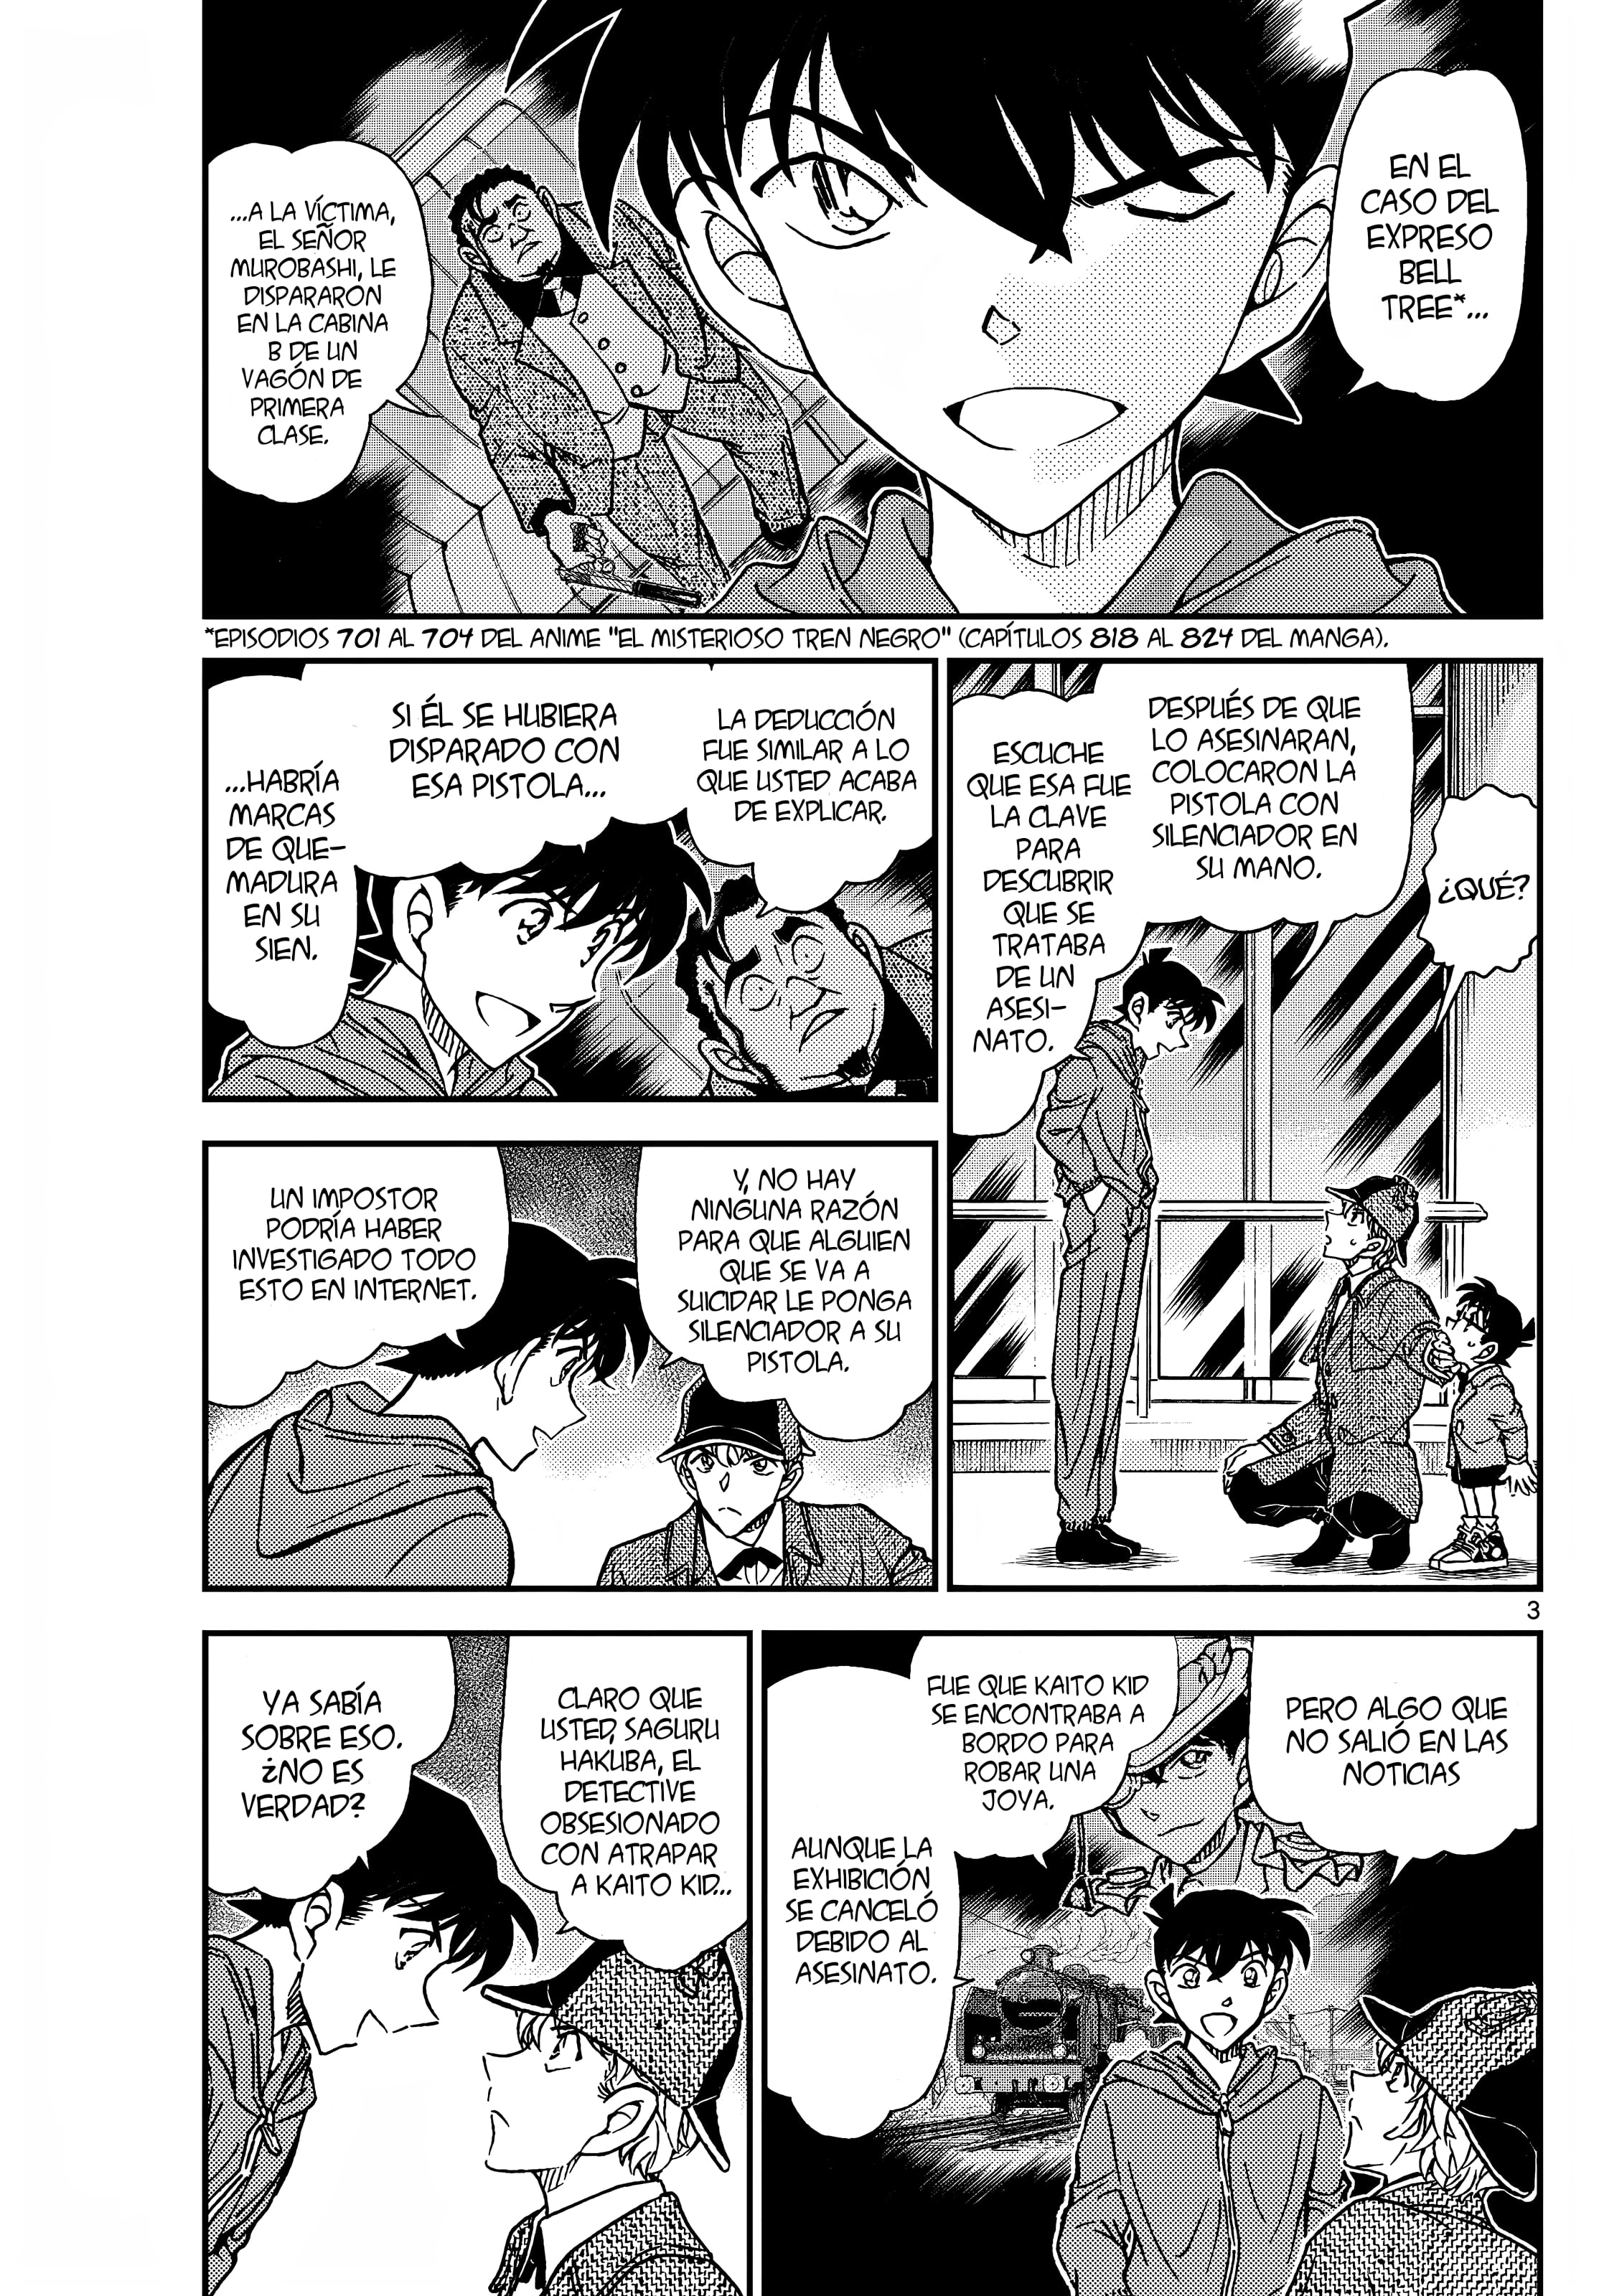 EN EL
CASO DEL
EXPRESO
BELL
TREE*...
...A LA VÍCTIMA,
EL SEÑOR
MUROBASHI, LE
DISPARARON
EN LA CABINA
B DE UN
VAGÓN DE
PRIMERA
CLASE.
*EPISODIOS 701 AL 704 DEL ANIME "EL MISTERIOSO TREN NEGRO" (CAPÍTULOS 818 AL 824 DEL MANGA).
¿QUÉ?
DESPUÉS DE QUE
LO ASESINARAN,
COLOCARON LA
PISTOLA CON
SILENCIADOR EN
SU MANO.
ESCUCHE
QUE ESA FUE
LA CLAVE
PARA
DESCUBRIR
QUE SE
TRATABA
DE UN
ASESI-
NATO.
LA DEDUCCIÓN
FUE SIMILAR A LO
QUE USTED ACABA
DE EXPLICAR.
SI ÉL SE HUBIERA
DISPARADO CON
ESA PISTOLA...
...HABRÍA
MARCAS
DE QUE-
MADURA
EN SU
SIEN.
Y, NO HAY
NINGUNA RAZÓN
PARA QUE ALGUIEN
QUE SE VA A
SUICIDAR LE PONGA
SILENCIADOR A SU
PISTOLA.
UN IMPOSTOR
PODRÍA HABER
INVESTIGADO TODO
ESTO EN INTERNET.
3
PERO ALGO QUE
NO SALIÓ EN LAS
NOTICIAS
FUE QUE KAITO KID
SE ENCONTRABA A
BORDO PARA
ROBAR UNA
JOYA.
AUNQUE LA
EXHIBICIÓN
SE CANCELÓ
DEBIDO AL
ASESINATO.
CLARO QUE
USTED, SAGURU
HAKUBA, EL
DETECTIVE
OBSESIONADO
CON ATRAPAR
A KAITO KID...
YA SABÍA
SOBRE ESO.
¿NO ES
VERDAD?